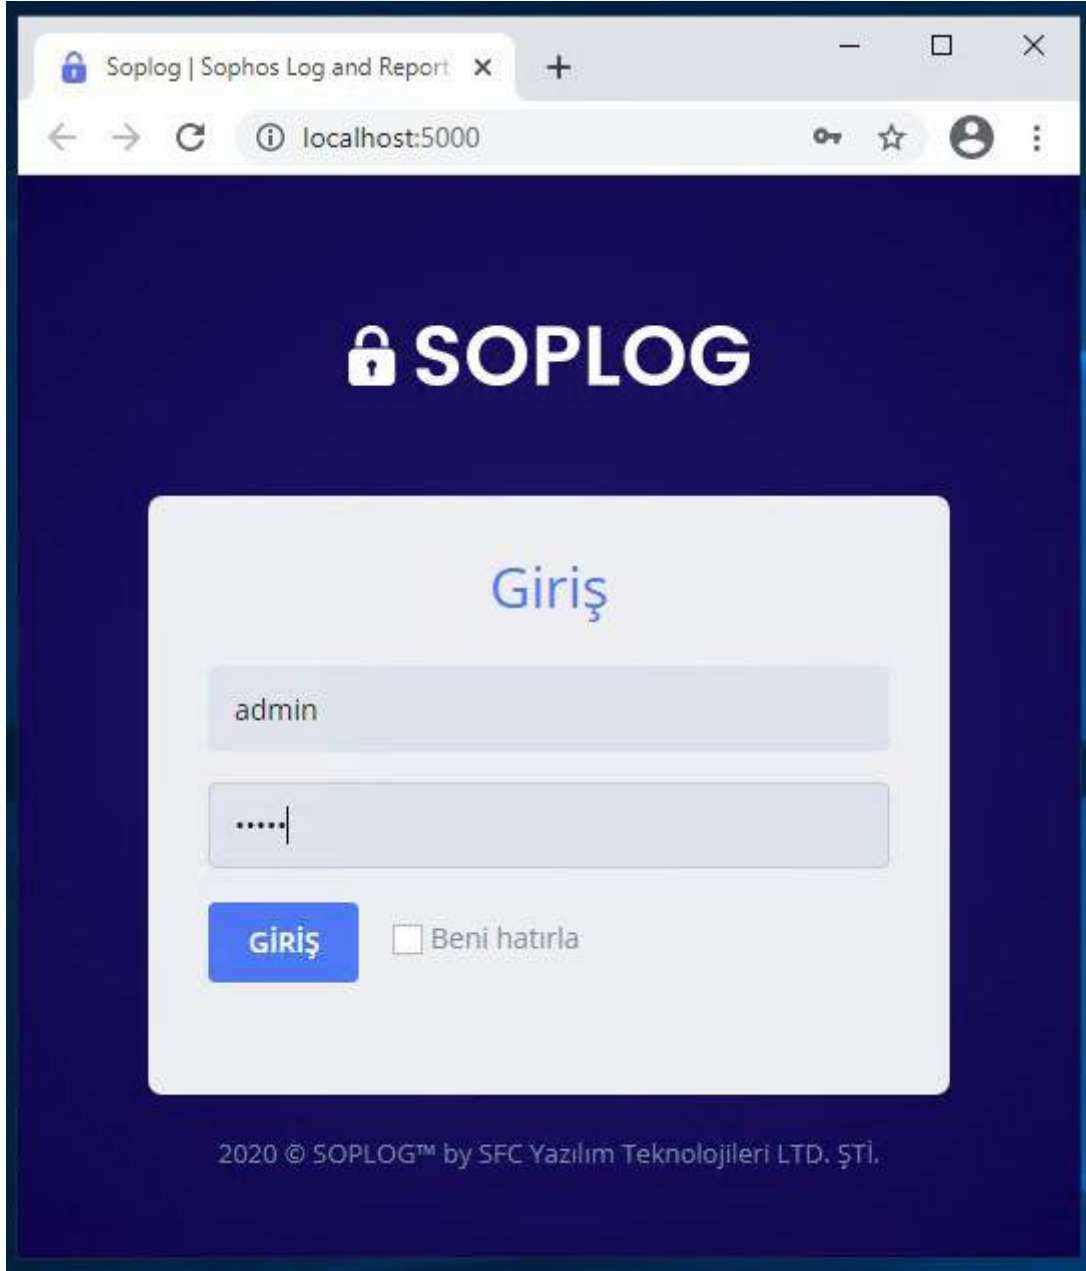 Soplog | Sophos Log and Report
localhost:5000
SOPLOG
Giriş
admin
•••••
GİRİŞ
Beni hatırla
2020 © SOPLOG™ by SFC Yazılım Teknolojileri LTD. ŞTİ.